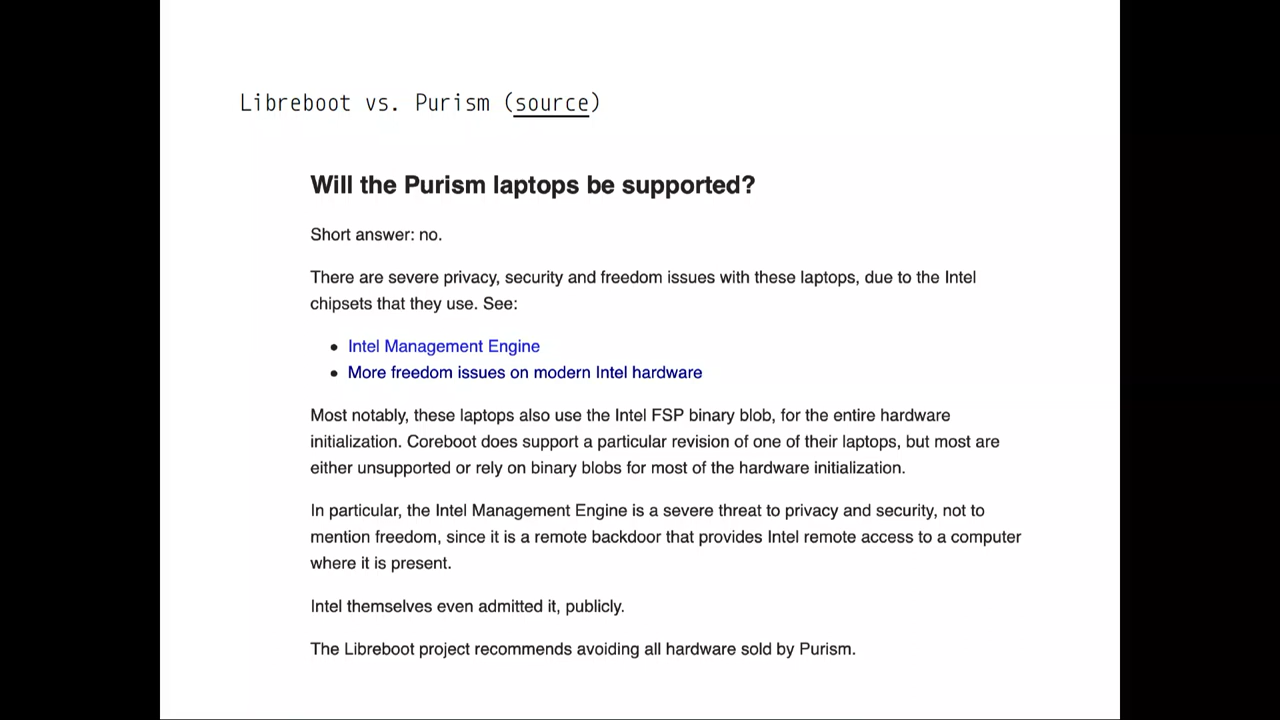 Libreboot vs. Purism (source)
Will the Purism laptops be supported?
Short answer: no.
There are severe privacy, security and freedom issues with these laptops, due to the Intel
chipsets that they use. See:
• Intel Management Engine
• More freedom issues on modern Intel hardware
Most notably, these laptops also use the Intel FSP binary blob, for the entire hardware
initialization. Coreboot does support a particular revision of one of their laptops, but most are
either unsupported or rely on binary blobs for most of the hardware initialization.
In particular, the Intel Management Engine is a severe threat to privacy and security, not to
mention freedom, since it is a remote backdoor that provides Intel remote access to a computer
where it is present.
Intel themselves even admitted it, publicly.
The Libreboot project recommends avoiding all hardware sold by Purism.